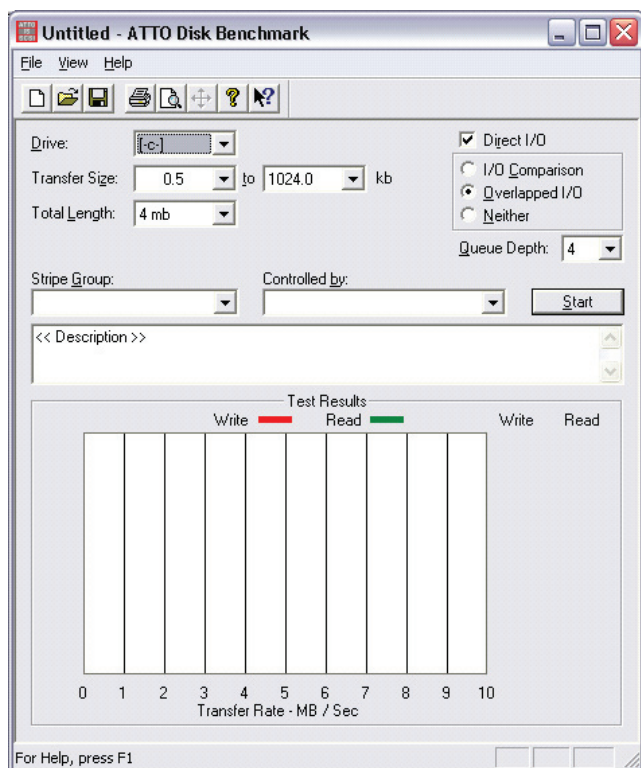 Untitled - ATTO Disk Benchmark
File View Help
Drive: [-c-] Direct I/O
I/O Comparison
Transfer Size: 0.5 to 1024.0 kb
Overlapped I/O
Total Length: 4 mb
Neither
Queue Depth: 4
Stripe Group: Controlled by:
Start
<< Description >>
Test Results
Write Read Write Read
0 1 2 3 4 5 6 7 8 9 10
Transfer Rate - MB / Sec
For Help, press F1